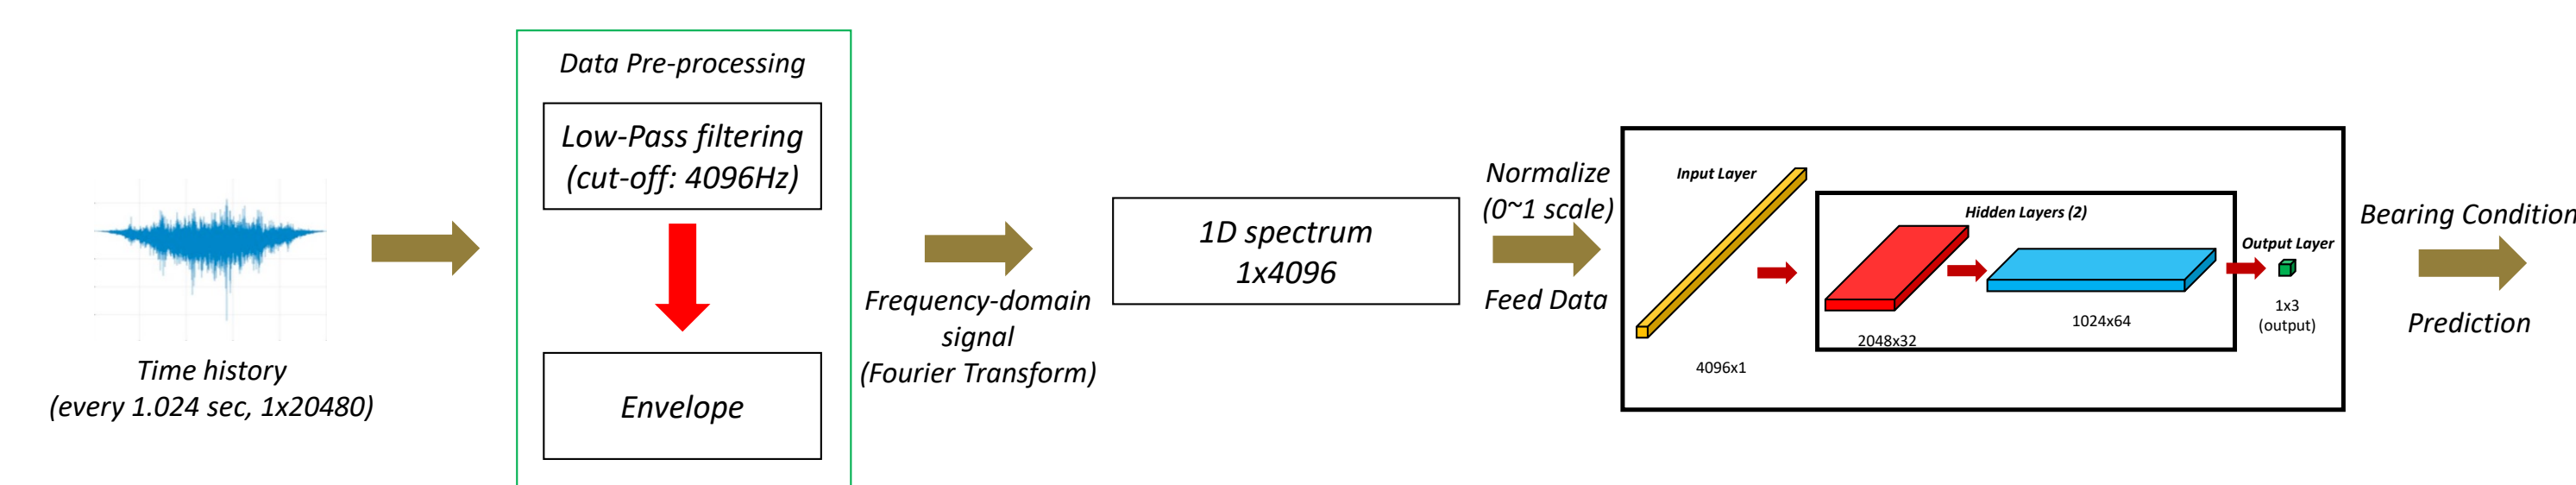 Time history
(every 1.024 sec, 1x20480)
Data Pre-processing
Low-Pass filtering
(cut-off: 4096Hz)
Envelope
Frequency-domain
signal
(Fourier Transform)
1D spectrum
1x4096
Normalize
(0~1 scale)
Feed Data
Input Layer
4096x1
Hidden Layers (2)
2048x32
1024x64
Output Layer
1x3
(output)
Bearing Condition
Prediction